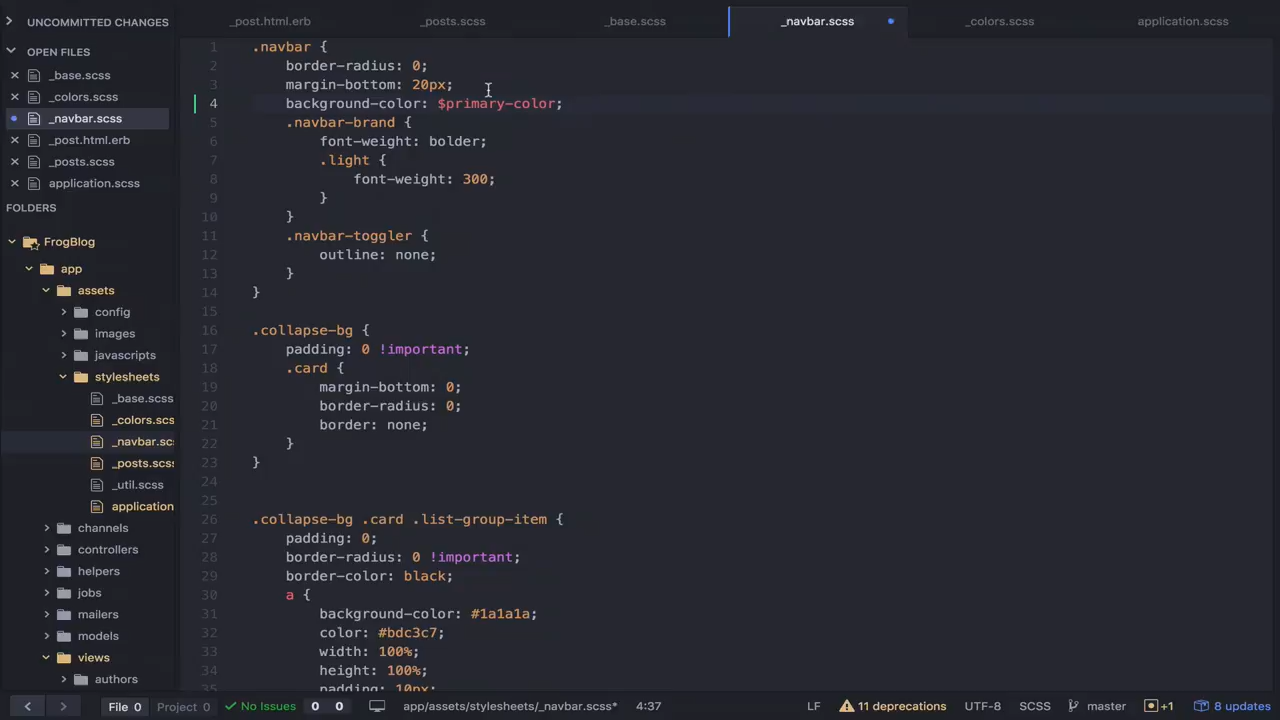 UNCOMMITTED CHANGES
OPEN FILES
_base.scss
_colors.scss
_navbar.scss
_post.html.erb
_posts.scss
application.scss
FOLDERS
FrogBlog
app
assets
config
images
javascripts
stylesheets
_base.scss
_colors.scs
_navbar.sc
_posts.scs
_util.scss
application
channels
controllers
helpers
jobs
mailers
models
views
authors
_post.html.erb _posts.scss _base.scss _navbar.scss _colors.scss application.scss
1 .navbar {
2 border-radius: 0;
3 margin-bottom: 20px;
4 background-color: $primary-color;
5 .navbar-brand {
6 font-weight: bolder;
7 .light {
8 font-weight: 300;
9 }
10 }
11 .navbar-toggler {
12 outline: none;
13 }
14 }
15
16 .collapse-bg {
17 padding: 0 !important;
18 .card {
19 margin-bottom: 0;
20 border-radius: 0;
21 border: none;
22 }
23 }
24
25
26 .collapse-bg .card .list-group-item {
27 padding: 0;
28 border-radius: 0 !important;
29 border-color: black;
30 a {
31 background-color: #1a1a1a;
32 color: #bdc3c7;
33 width: 100%;
34 height: 100%;
35 padding: 10px;
File 0 Project 0 No Issues 0 0 app/assets/stylesheets/_navbar.scss* 4:37 LF 11 deprecations UTF-8 SCSS master +1 8 updates